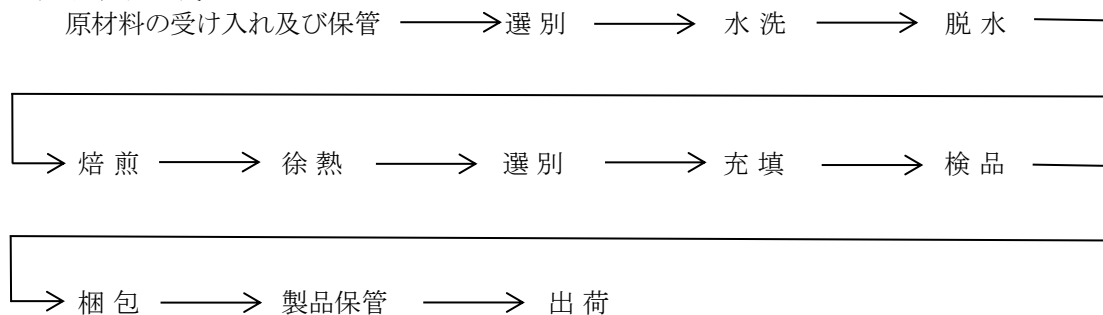 原材料の受け入れ及び保管 選別 水洗 脱水
焙煎 徐熱 選別 充填 検品
梱包 製品保管 出荷